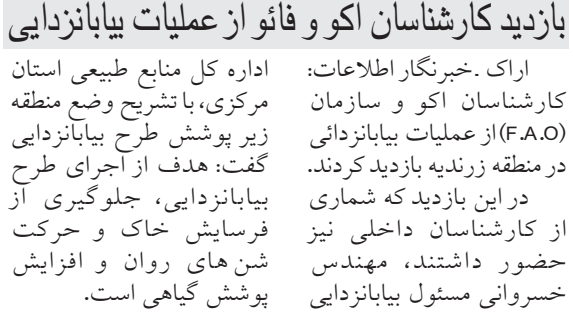 بازدید کارشناسان اکو و فائو از عملیات بیابانزدایی
اراک ـ خبرنگار اطلاعات:
کارشناسان اکو و سازمان
(F.A.O) از عملیات بیابانزدائی
در منطقه زرندیه بازدید کردند.
در این بازدید که شماری
از کارشناسان داخلی نیز
حضور داشتند، مهندس
خسروانی مسئول بیابانزدایی
اداره کل منابع طبیعی استان
مرکزی، با تشریح وضع منطقه
زیر پوشش طرح بیابانزدایی
گفت: هدف از اجرای طرح
بیابانزدایی، جلوگیری از
فرسایش خاک و حرکت
شن های روان و افزایش
پوشش گیاهی است.